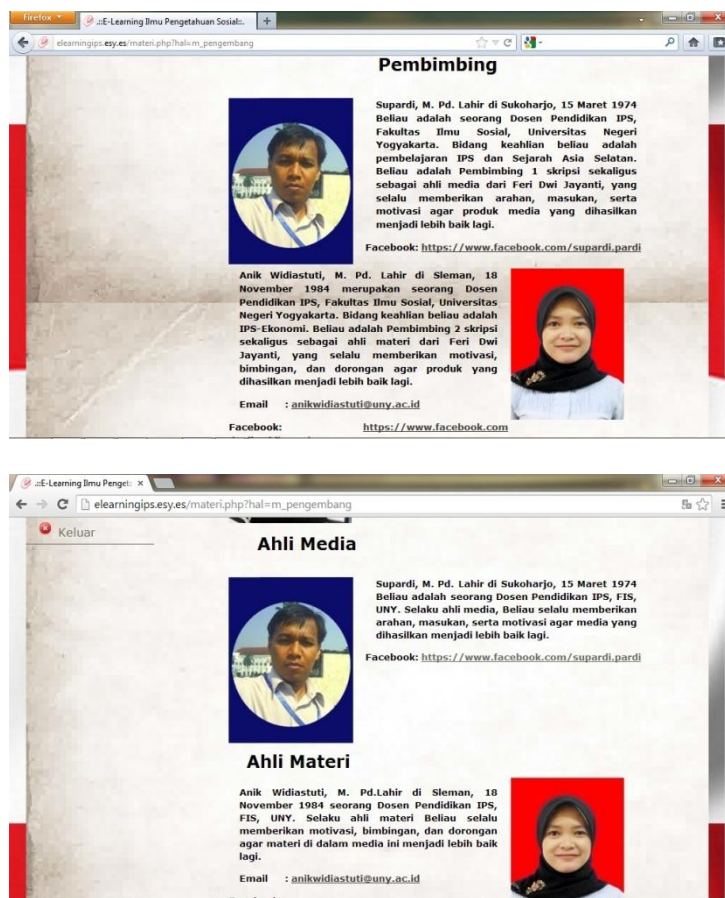 Firefox
.::E-Learning Ilmu Pengetahuan Sosial::.
elearningips.esy.es/materi.php?hal=m_pengembang
Pembimbing
Supardi, M. Pd. Lahir di Sukoharjo, 15 Maret 1974
Beliau adalah seorang Dosen Pendidikan IPS,
Fakultas Ilmu Sosial, Universitas Negeri
Yogyakarta. Bidang keahlian beliau adalah
pembelajaran IPS dan Sejarah Asia Selatan.
Beliau adalah Pembimbing 1 skripsi sekaligus
sebagai ahli media dari Feri Dwi Jayanti, yang
selalu memberikan arahan, masukan, serta
motivasi agar produk media yang dihasilkan
menjadi lebih baik lagi.
Facebook: https://www.facebook.com/supardi.pardi
Anik Widiastuti, M. Pd. Lahir di Sleman, 18
November 1984 merupakan seorang Dosen
Pendidikan IPS, Fakultas Ilmu Sosial, Universitas
Negeri Yogyakarta. Bidang keahlian beliau adalah
IPS-Ekonomi. Beliau adalah Pembimbing 2 skripsi
sekaligus sebagai ahli materi dari Feri Dwi
Jayanti, yang selalu memberikan motivasi,
bimbingan, dan dorongan agar produk yang
dihasilkan menjadi lebih baik lagi.
Email : anikwidiastuti@uny.ac.id
Facebook: https://www.facebook.com
.::E-Learning Ilmu Penget:
elearningips.esy.es/materi.php?hal=m_pengembang
Keluar
Ahli Media
Supardi, M. Pd. Lahir di Sukoharjo, 15 Maret 1974
Beliau adalah seorang Dosen Pendidikan IPS, FIS,
UNY. Selaku ahli media, Beliau selalu memberikan
arahan, masukan, serta motivasi agar media yang
dihasilkan menjadi lebih baik lagi.
Facebook: https://www.facebook.com/supardi.pardi
Ahli Materi
Anik Widiastuti, M. Pd.Lahir di Sleman, 18
November 1984 seorang Dosen Pendidikan IPS,
FIS, UNY. Selaku ahli materi Beliau selalu
memberikan motivasi, bimbingan, dan dorongan
agar materi di dalam media ini menjadi lebih baik
lagi.
Email : anikwidiastuti@uny.ac.id